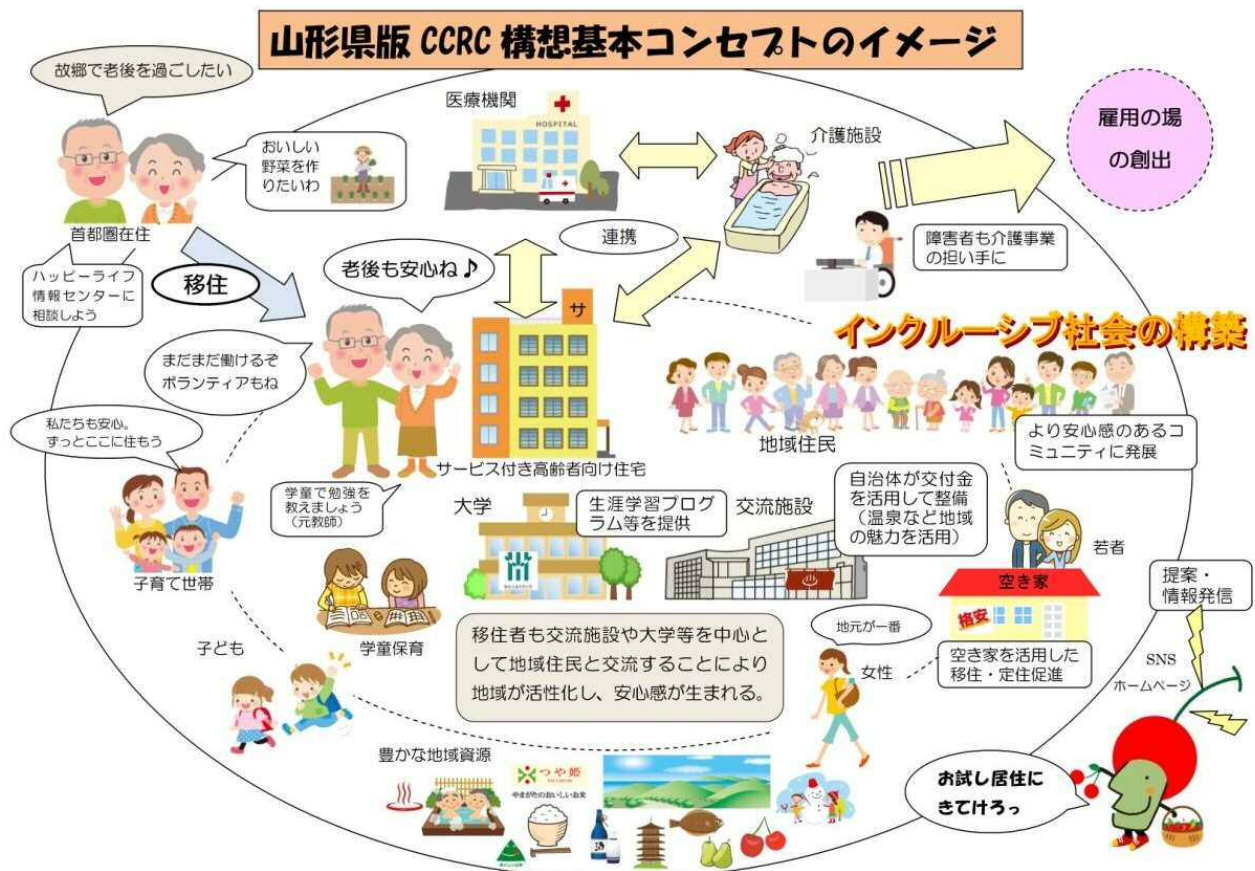 山形県版 CCRC 構想基本コンセプトのイメージ
故郷で老後を過ごしたい
おいしい
野菜を作
りたいわ
首都圏在住
ハッピーライフ
情報センターに
相談しよう
移住
医療機関
HOSPITAL
介護施設
連携
雇用の場
の創出
障害者も介護事業
の担い手に
老後も安心ね♪
サ
まだまだ働けるぞ
ボランティアもね
サービス付き高齢者向け住宅
インクルーシブ社会の構築
地域住民
より安心感のあるコ
ミュニティに発展
私たちも安心。
ずっとここに住もう
子育て世帯
学童で勉強を
教えましょう
（元教師）
学童保育
大学
生涯学習プログ
ラム等を提供
交流施設
自治体が交付金
を活用して整備
（温泉など地域
の魅力を活用）
若者
空き家
格安
空き家を活用した
移住・定住促進
地元が一番
女性
移住者も交流施設や大学等を中心と
して地域住民と交流することにより
地域が活性化し、安心感が生まれる。
子ども
豊かな地域資源
つや姫
やまがたのおいしいお米
酒
提案・
情報発信
SNS
ホームページ
お試し居住に
きてけろっ